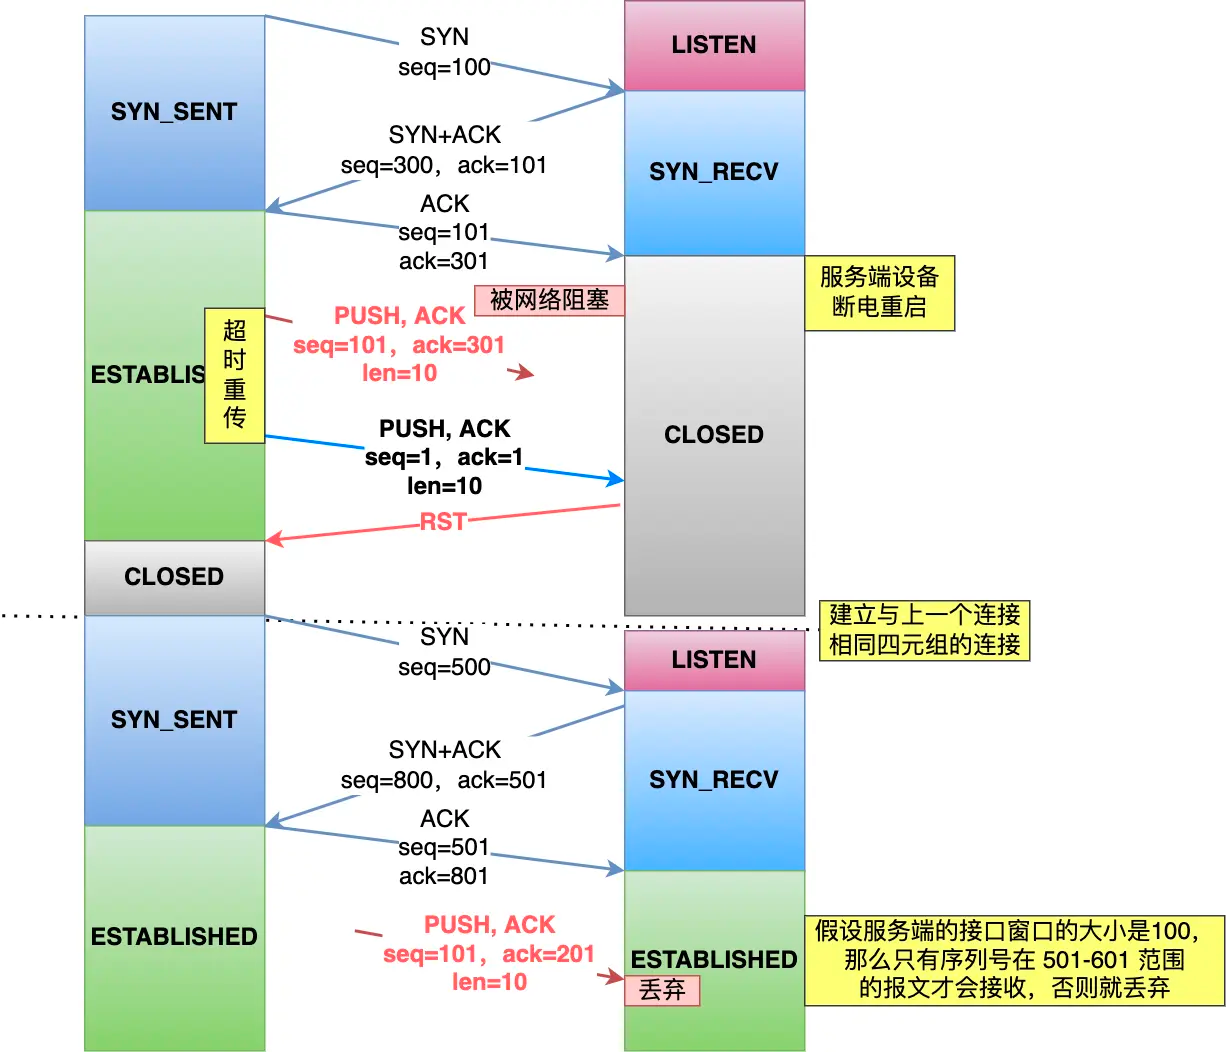 SYN
seq=100
LISTEN
SYN_SENT
SYN+ACK
seq=300，ack=101
SYN_RECV
ACK
seq=101
ack=301
服务端设备
断电重启
被网络阻塞
PUSH, ACK
seq=101，ack=301
len=10
超
时
重
传
ESTABLIS
CLOSED
PUSH, ACK
seq=1，ack=1
len=10
RST
CLOSED
建立与上一个连接
相同四元组的连接
SYN
seq=500
LISTEN
SYN_SENT
SYN+ACK
seq=800，ack=501
SYN_RECV
ACK
seq=501
ack=801
ESTABLISHED
PUSH, ACK
seq=101，ack=201
len=10
ESTABLISHED
丢弃
假设服务端的接口窗口的大小是100，
那么只有序列号在 501-601 范围
的报文才会接收，否则就丢弃